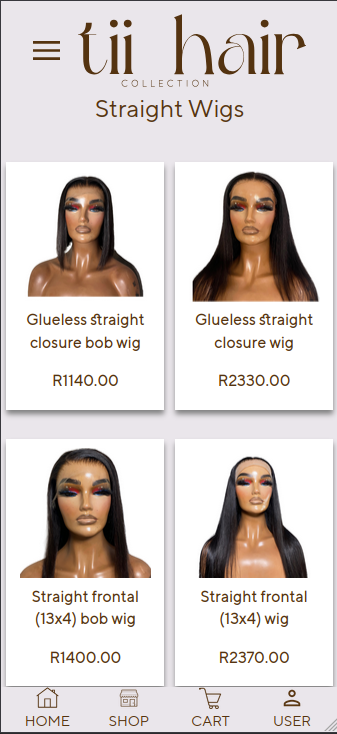 tii hair
COLLECTION
Straight Wigs
Glueless straight
closure bob wig
R1140.00
Glueless straight
closure wig
R2330.00
Straight frontal
(13x4) bob wig
R1400.00
Straight frontal
(13x4) wig
R2370.00
HOME
SHOP
CART
USER